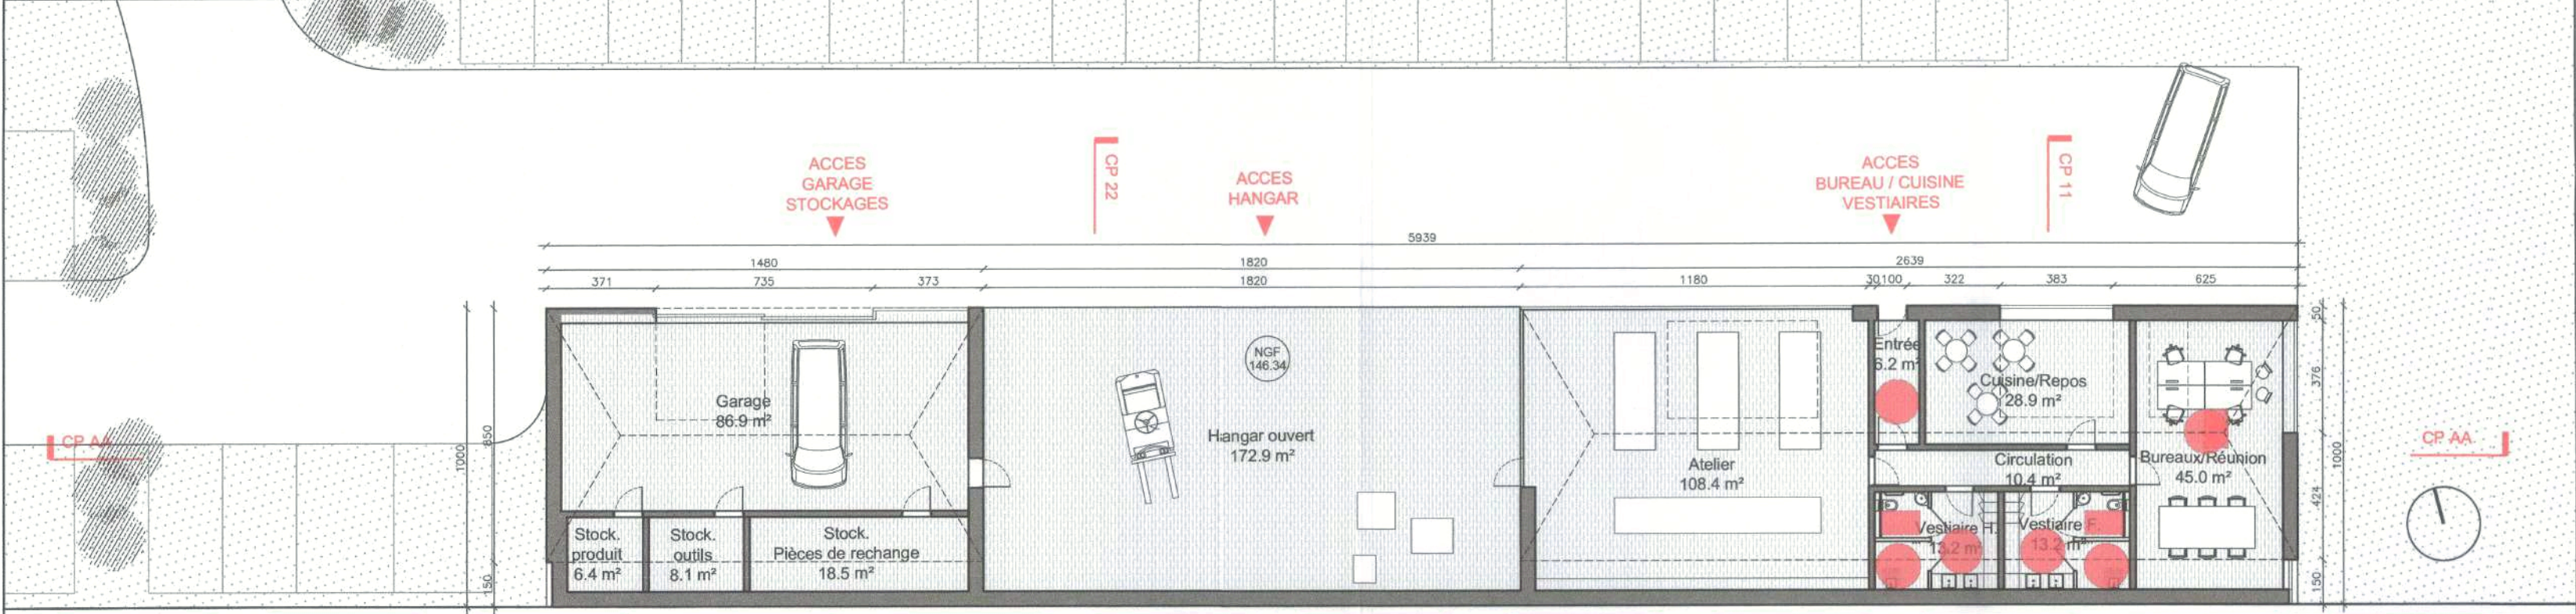 ACCES
GARAGE
STOCKAGES
CP 22
ACCES
HANGAR
ACCES
BUREAU / CUISINE
VESTIAIRES
CP 11
5939
1480
1820
2639
371
735
373
1820
1180
30
100
322
383
625
NGF
146.34
Entrée
6.2 m²
Cuisine/Repos
28.9 m²
Garage
86.9 m²
Hangar ouvert
172.9 m²
Atelier
108.4 m²
Circulation
10.4 m²
Bureaux/Réunion
45.0 m²
Stock.
produit
6.4 m²
Stock.
outils
8.1 m²
Stock.
Pièces de rechange
18.5 m²
Vestiaire H.
13.2 m²
Vestiaire F.
13.2 m²
CP AA
CP AA
1000
850
150
50
376
424
150
1000